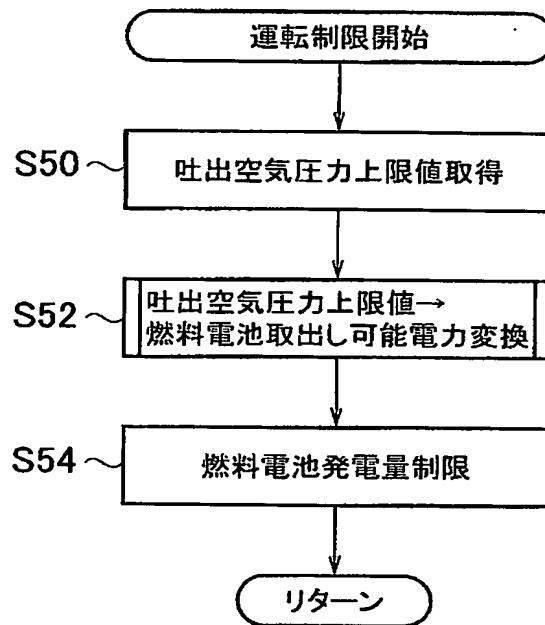 運転制限開始
S50
吐出空気圧力上限値取得
S52
吐出空気圧力上限値→
燃料電池取出し可能電力変換
S54
燃料電池発電量制限
リターン